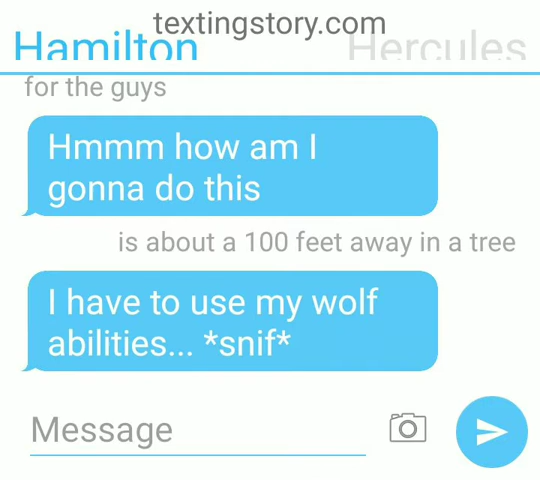 textingstory.com
Hamilton Hercules
for the guys
Hmmm how am I
gonna do this
is about a 100 feet away in a tree
I have to use my wolf
abilities... *snif*
Message